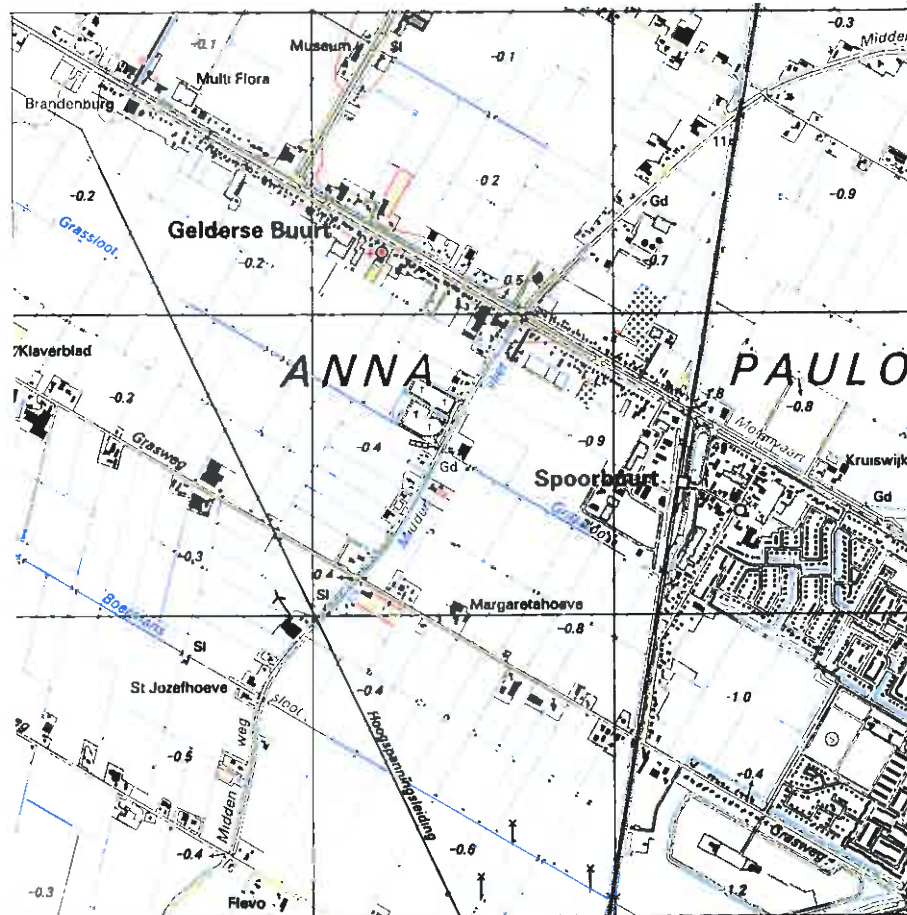 -0.1
Museum
Sl
-0.1
-0.3
Midden
Multi Flora
Brandenburg
11
-0.2
-0.2
-0.9
Gd
Grassloot
Gelderse Buurt
-0.2
-0.7
0.5
Klaverblad
ANNA
PAULO
-0.2
1.8
-0.8
Molenvaart
Grasweg
-0.4
-0.9
Kruiswijk
Gd
Spoorbuurt
Gd
-0.3
0.4
Sl
Margaretahoeve
-0.8
Boermans
Sl
St Jozefhoeve
sloot
-0.4
-1.0
weg
Hoogspanningsleiding
-0.5
-0.4
Midden
Grasweg
-0.4
-0.6
1.2
-0.3
Flevo